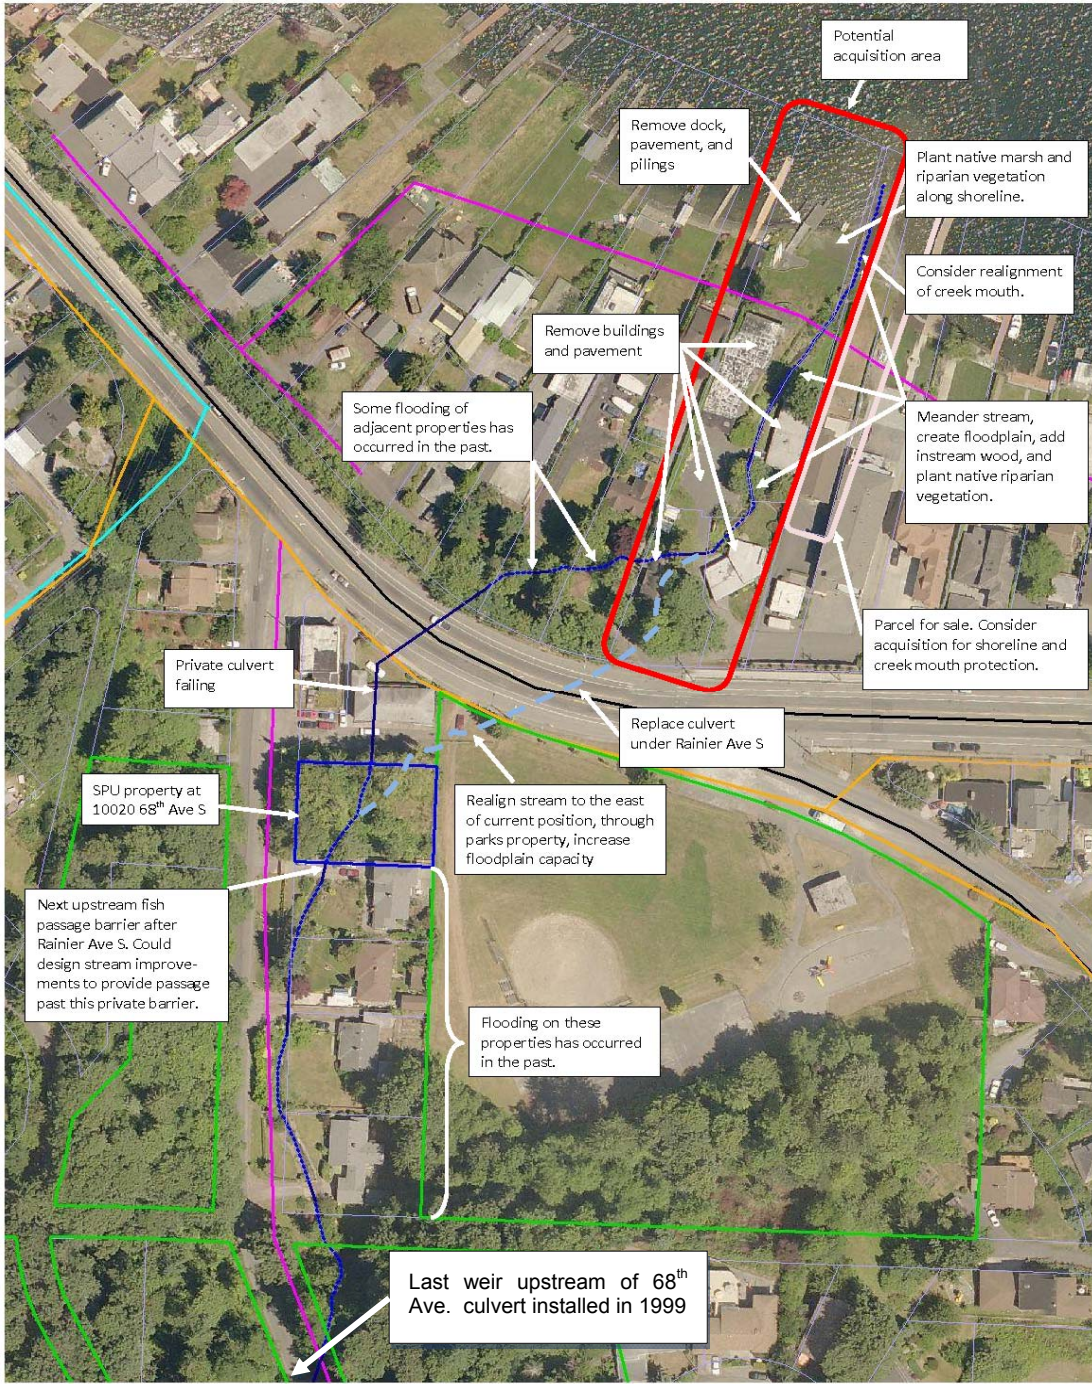 Potential
acquisition area
Remove dock,
pavement, and
pilings
Plant native marsh and
riparian vegetation
along shoreline.
Consider realignment
of creek mouth.
Remove buildings
and pavement
Some flooding of
adjacent properties has
occurred in the past.
Meander stream,
create floodplain, add
instream wood, and
plant native riparian
vegetation.
Parcel for sale. Consider
acquisition for shoreline and
creek mouth protection.
Private culvert
failing
Replace culvert
under Rainier Ave S
SPU property at
10020 68th Ave S
Realign stream to the east
of current position, through
parks property, increase
floodplain capacity
Next upstream fish
passage barrier after
Rainier Ave S. Could
design stream improve-
ments to provide passage
past this private barrier.
Flooding on these
properties has occurred
in the past.
Last weir upstream of 68th
Ave. culvert installed in 1999